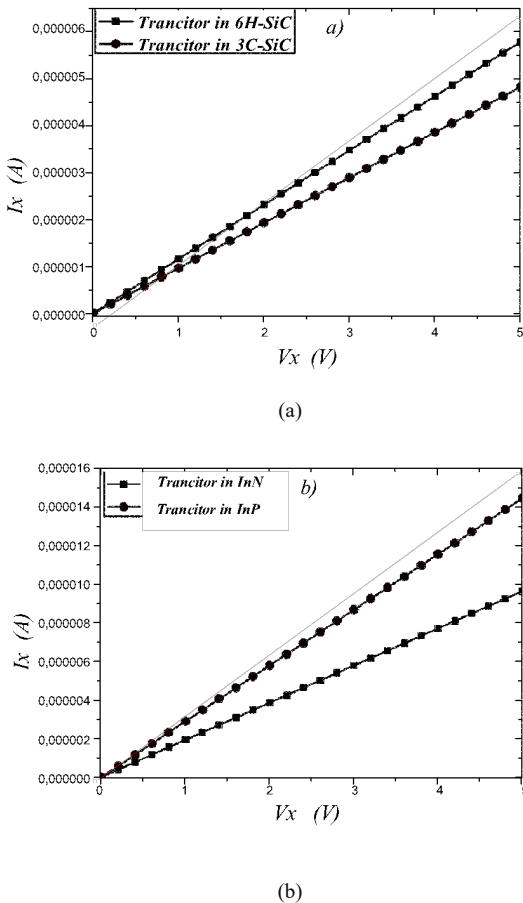 0,000006
Trancitor in 6H-SiC
Trancitor in 3C-SiC
a)
0,000005
0,000004
0,000003
0,000002
0,000001
0,000000
Ix (A)
0 1 2 3 4 5
Vx (V)
(a)
0,000016
Trancitor in InN
Trancitor in InP
b)
0,000014
0,000012
0,000010
0,000008
0,000006
0,000004
0,000002
0,000000
Ix (A)
0 1 2 3 4 5
Vx (V)
(b)